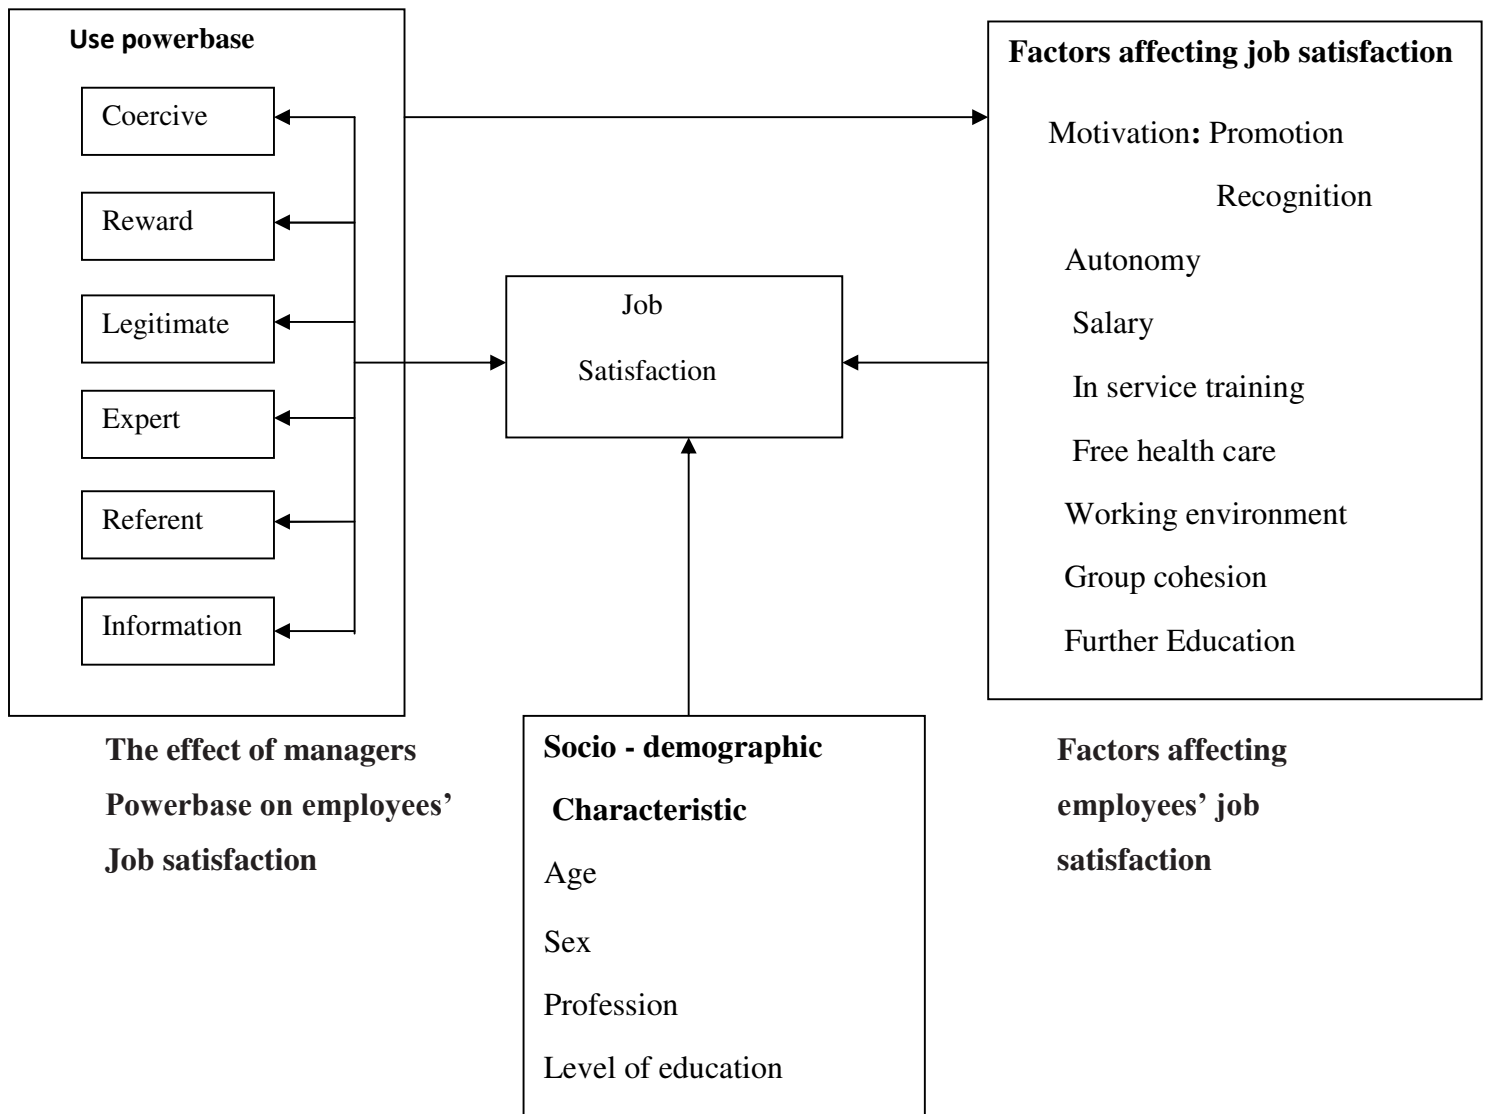 Use powerbase
Coercive
Reward
Legitimate
Expert
Referent
Information
The effect of managers
Powerbase on employees’
Job satisfaction
Job
Satisfaction
Socio - demographic
Characteristic
Age
Sex
Profession
Level of education
Factors affecting job satisfaction
Motivation: Promotion
Recognition
Autonomy
Salary
In service training
Free health care
Working environment
Group cohesion
Further Education
Factors affecting
employees’ job
satisfaction